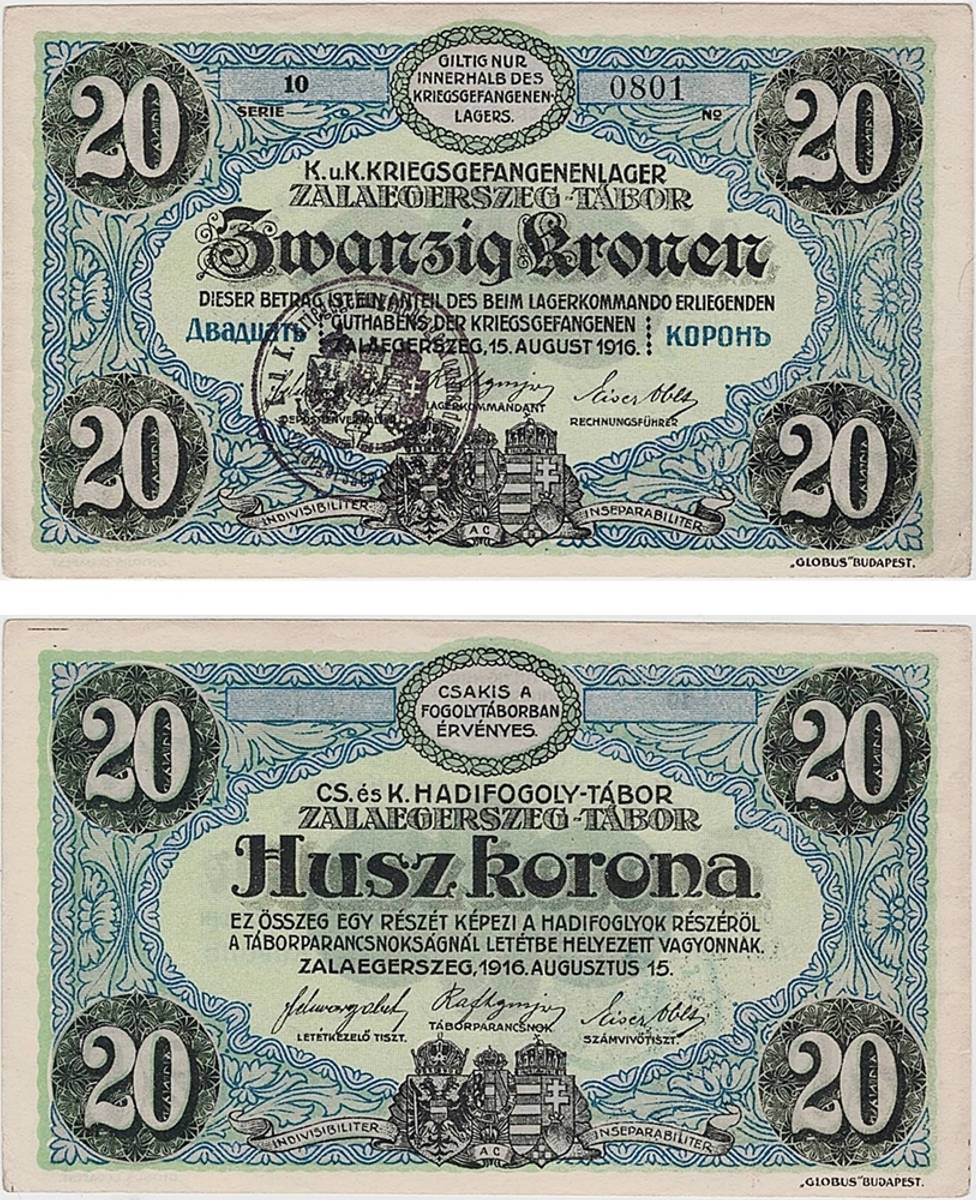 20
10
SERIE
GILTIG NUR
INNERHALB DES
KRIEGSGEFANGENEN-
LAGERS.
0801
Nº
20
K. u. K. KRIEGSGEFANGENENLAGER
ZALAEGERSZEG-TÁBOR
Zwanzig Kronen
DIESER BETRAG IST EIN ANTEIL DES BEIM LAGERKOMMANDO ERLIEGENDEN
Двадцать GUTHABENS DER KRIEGSGEFANGENEN КОРОНЪ
ZALAEGERSZEG, 15. AUGUST 1916.
LAGERKOMMANDANT
DEPOSITENVERWALTER
RECHNUNGSFÜHRER
20
20
INDIVISIBILITER
AC
INSEPARABILITER
„GLOBUS" BUDAPEST.
20
CSAKIS A
FOGOLYTÁBORBAN
ÉRVÉNYES.
20
CS. és K. HADIFOGOLY-TÁBOR
ZALAEGERSZEG-TÁBOR
Husz korona
EZ ÖSSZEG EGY RÉSZÉT KÉPEZI A HADIFOGLYOK RÉSZÉRÖL
A TÁBORPARANCSNOKSÁGNÁL LETÉTBE HELYEZETT VAGYONNAK.
ZALAEGERSZEG, 1916. AUGUSZTUS 15.
LETÉTKEZELŐ TISZT.
TÁBORPARANCSNOK
SZÁMVIVŐTISZT.
20
20
INDIVISIBILITER
AC
INSEPARABILITER
„GLOBUS" BUDAPEST.